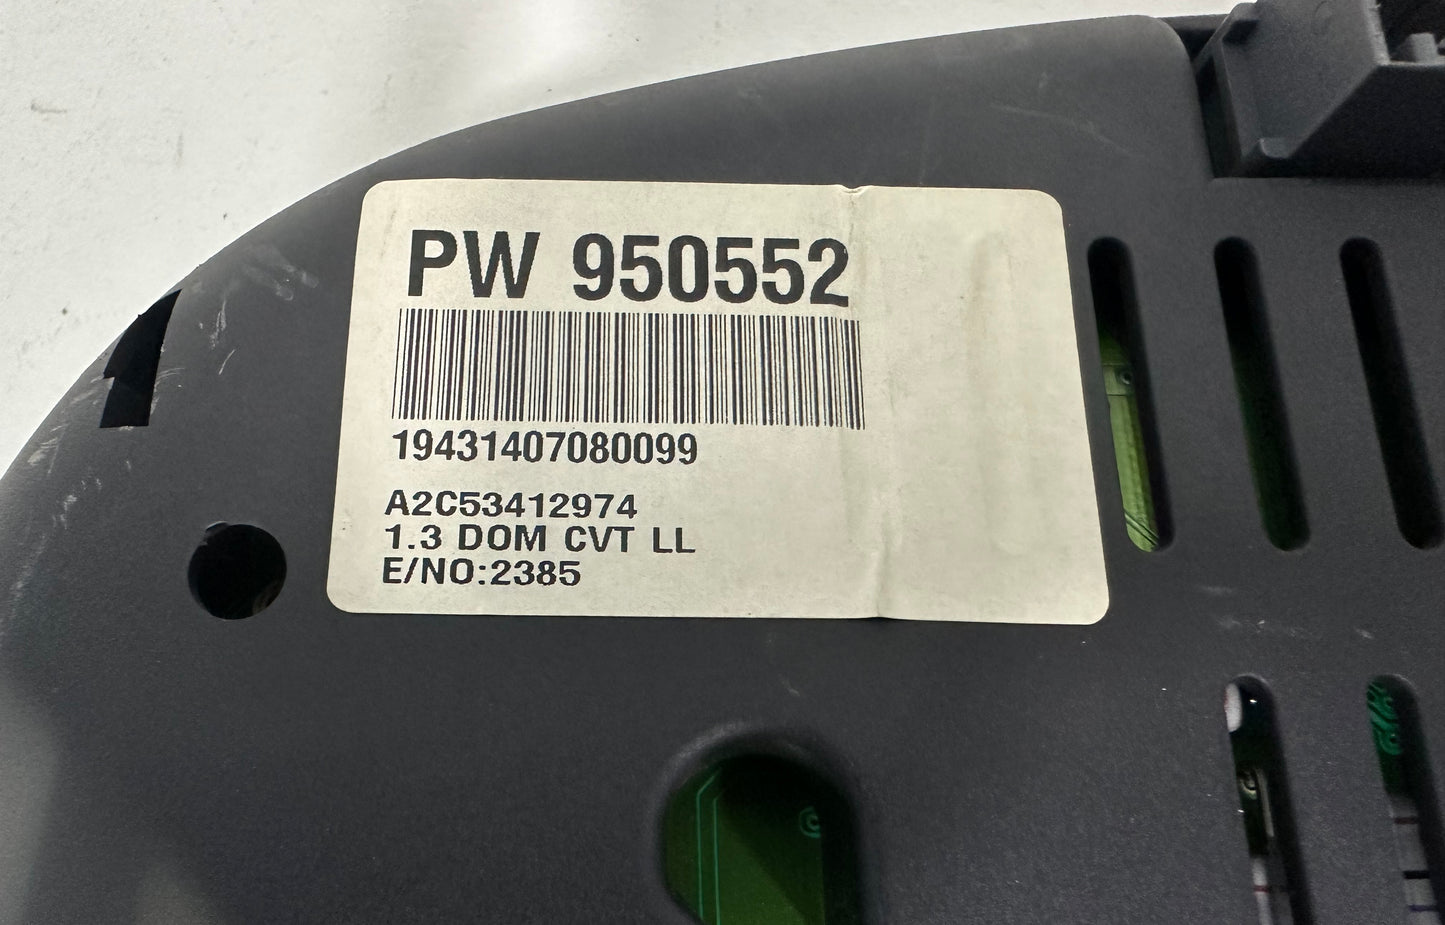 PW 950552
19431407080099
A2C53412974
1.3 DOM CVT LL
E/NO:2385